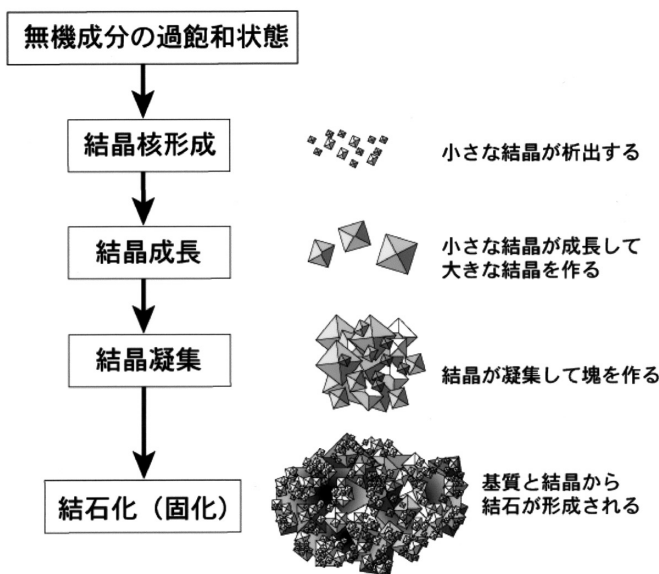 無機成分の過飽和状態
結晶核形成
小さな結晶が析出する
結晶成長
小さな結晶が成長して
大きな結晶を作る
結晶凝集
結晶が凝集して塊を作る
結石化（固化）
基質と結晶から
結石が形成される